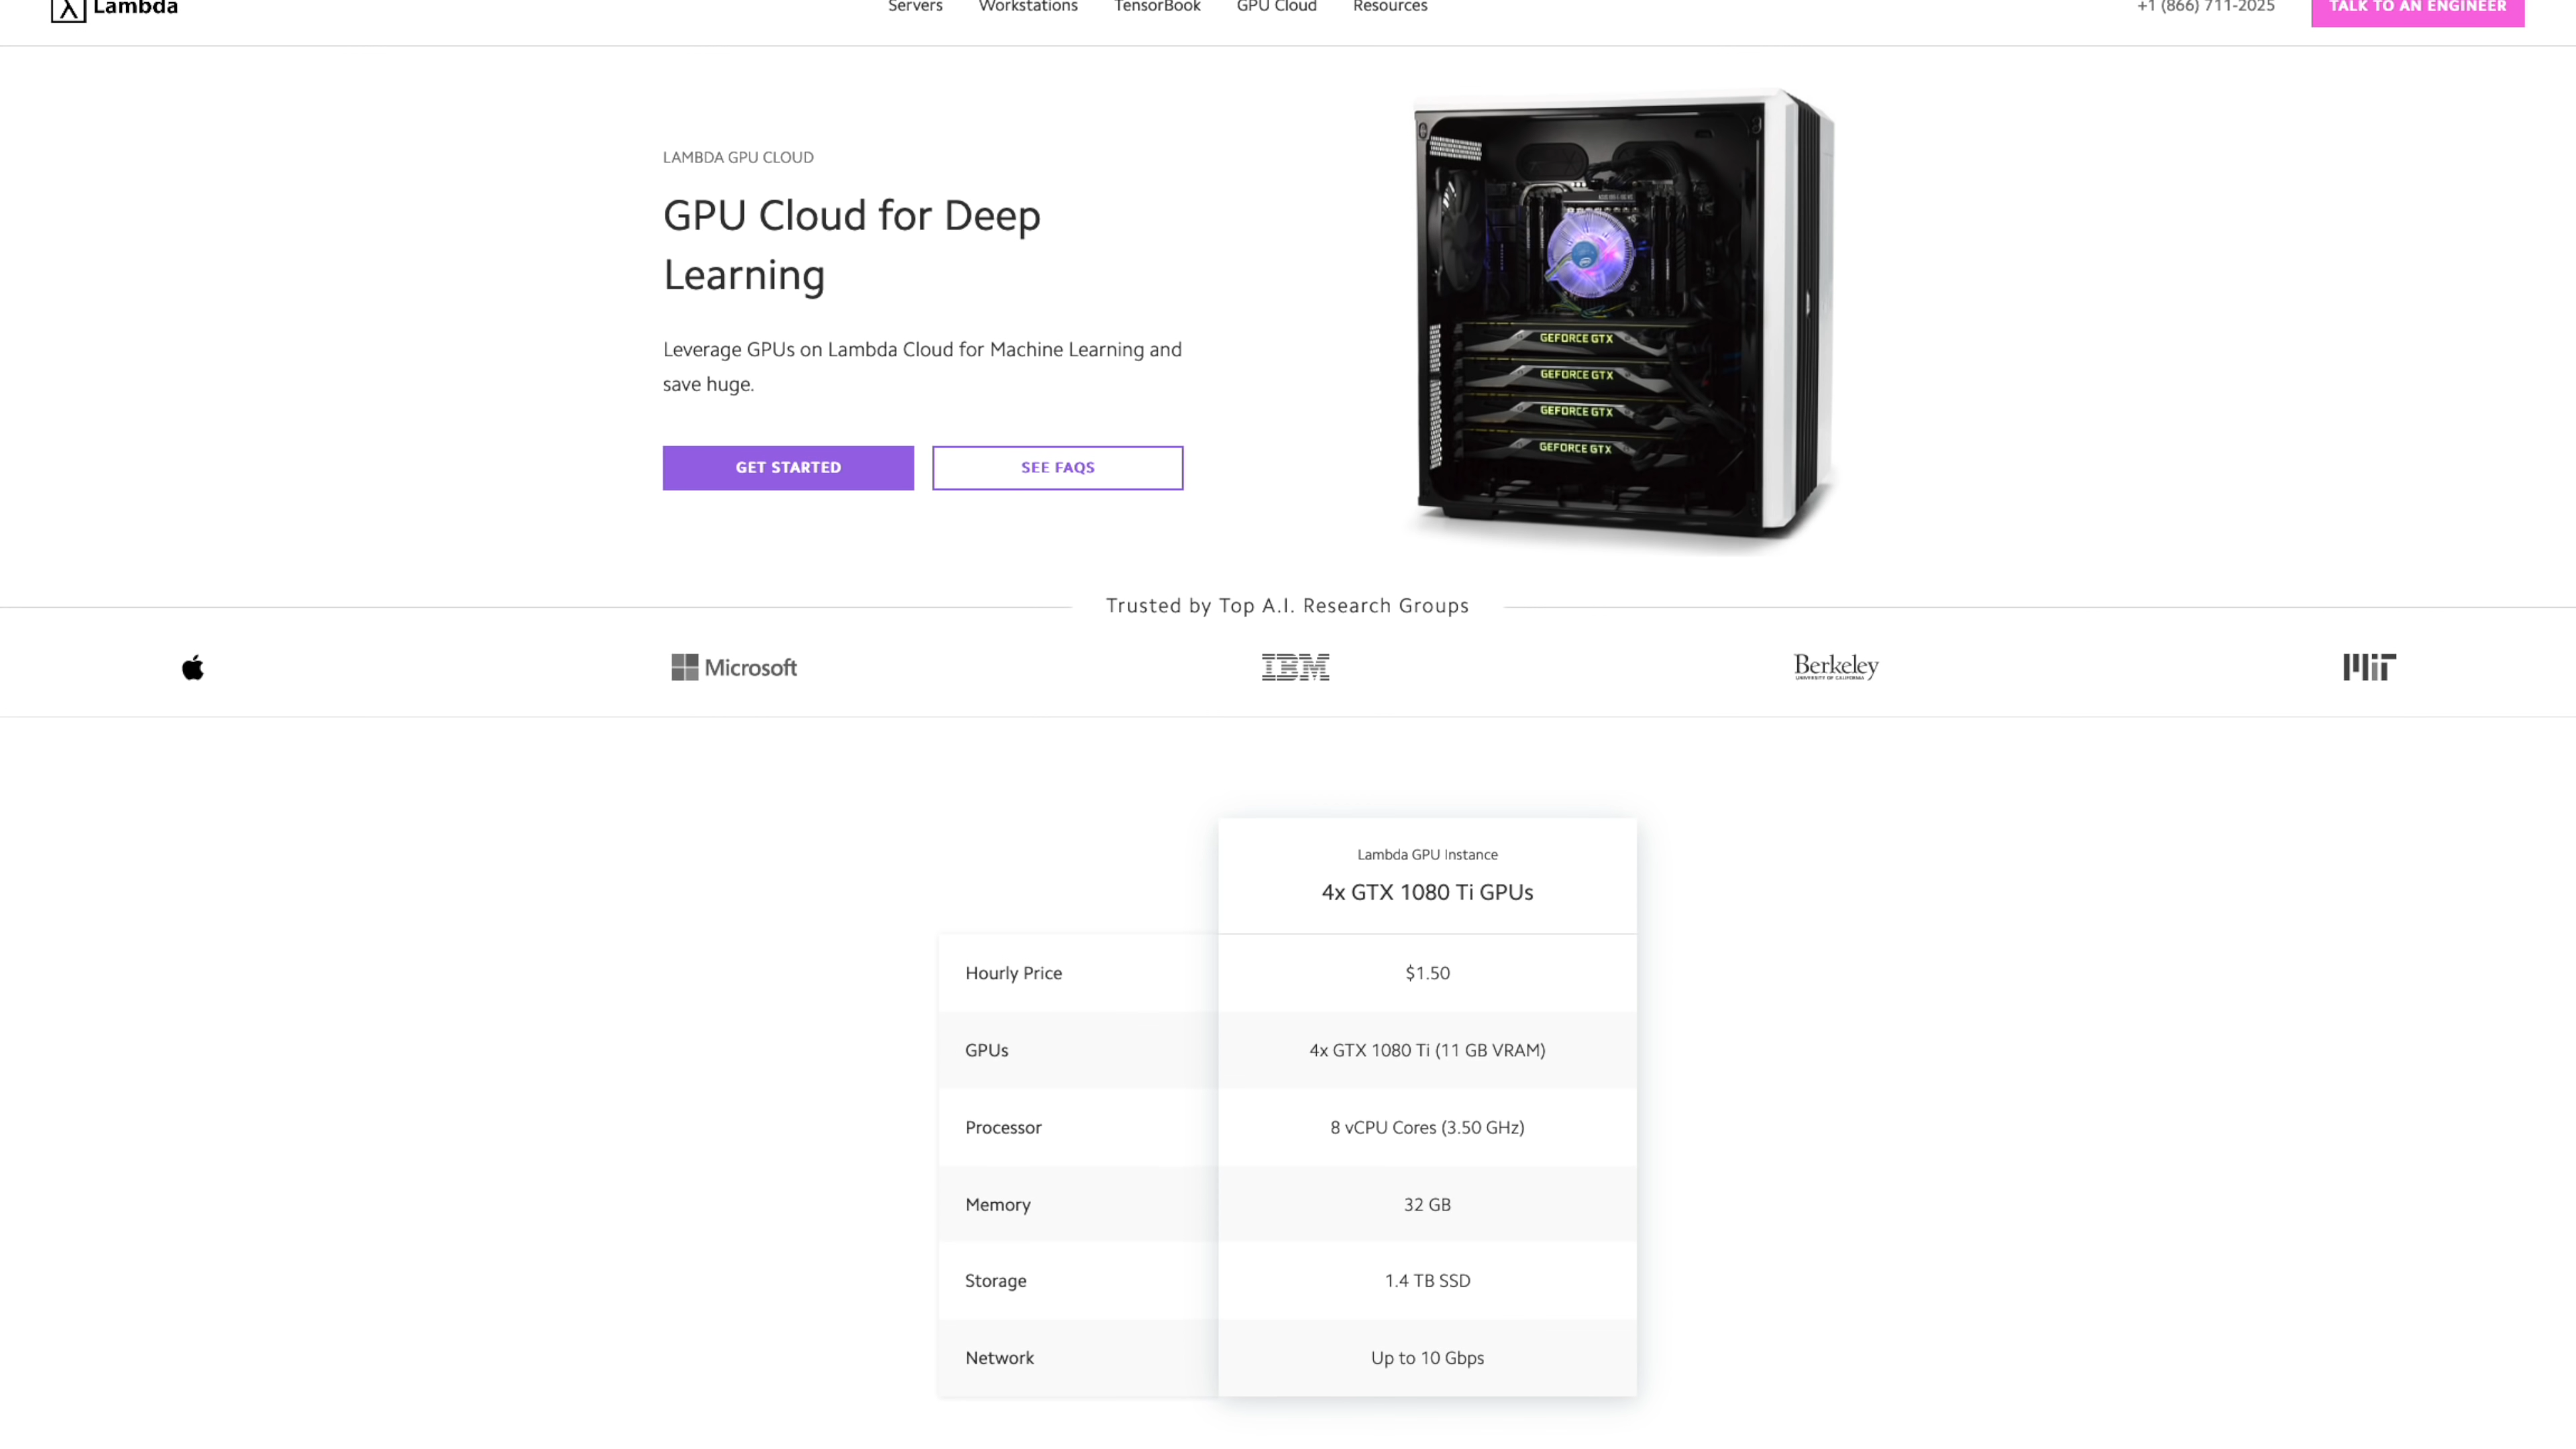 Lambda
Servers Workstations TensorBook GPU Cloud Resources
+1 (866) 711-2025
TALK TO AN ENGINEER
LAMBDA GPU CLOUD
GPU Cloud for Deep
Learning
Leverage GPUs on Lambda Cloud for Machine Learning and
save huge.
GET STARTED
SEE FAQS
GEFORCE GTX
GEFORCE GTX
GEFORCE GTX
GEFORCE GTX
Trusted by Top A.I. Research Groups
Microsoft
IBM
Berkeley
UNIVERSITY OF CALIFORNIA
MIT
Lambda GPU Instance
4x GTX 1080 Ti GPUs
Hourly Price $1.50
GPUs 4x GTX 1080 Ti (11 GB VRAM)
Processor 8 vCPU Cores (3.50 GHz)
Memory 32 GB
Storage 1.4 TB SSD
Network Up to 10 Gbps